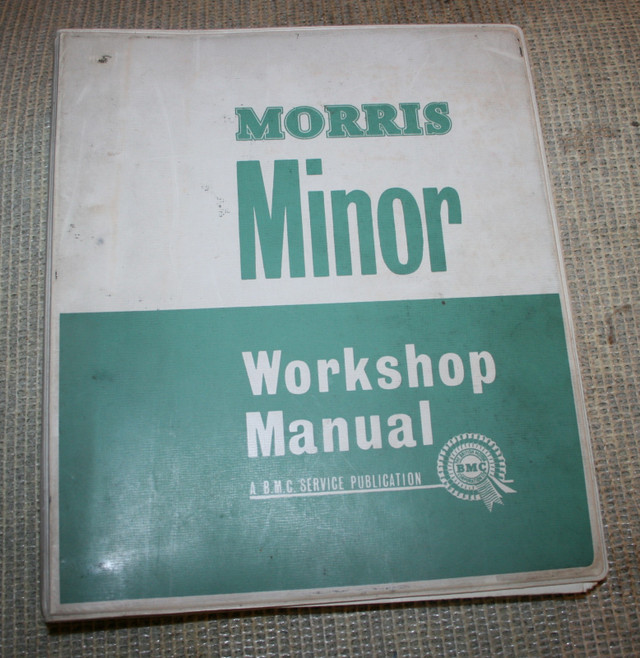 MORRIS
Minor
Workshop
Manual
A B.M.C. SERVICE PUBLICATION
BMC